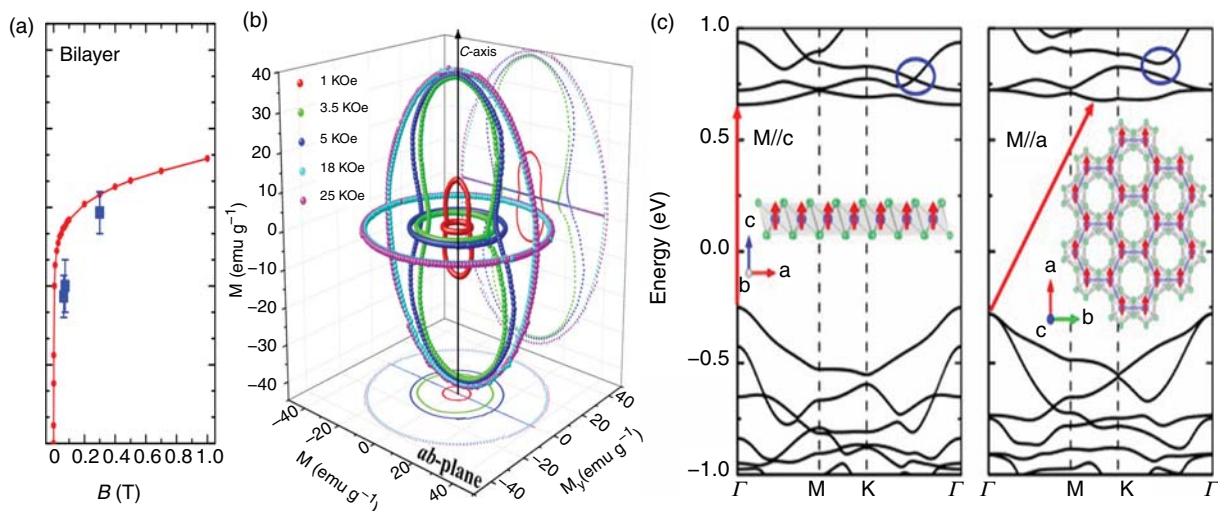 (a)
Bilayer
0
0.2
0.4
0.6
0.8
1.0
B (T)
(b)
C-axis
1 KOe
3.5 KOe
5 KOe
18 KOe
25 KOe
40
30
20
10
0
−10
−20
−30
−40
M (emu g⁻¹)
−40
−20
0
20
40
M (emu g⁻¹)
ab-plane
−40
−20
0
20
40
My (emu g⁻¹)
(c)
1.0
0.5
0.0
−0.5
−1.0
Energy (eV)
M//c
c
b
a
Γ
M
K
Γ
M//a
a
c
b
Γ
M
K
Γ